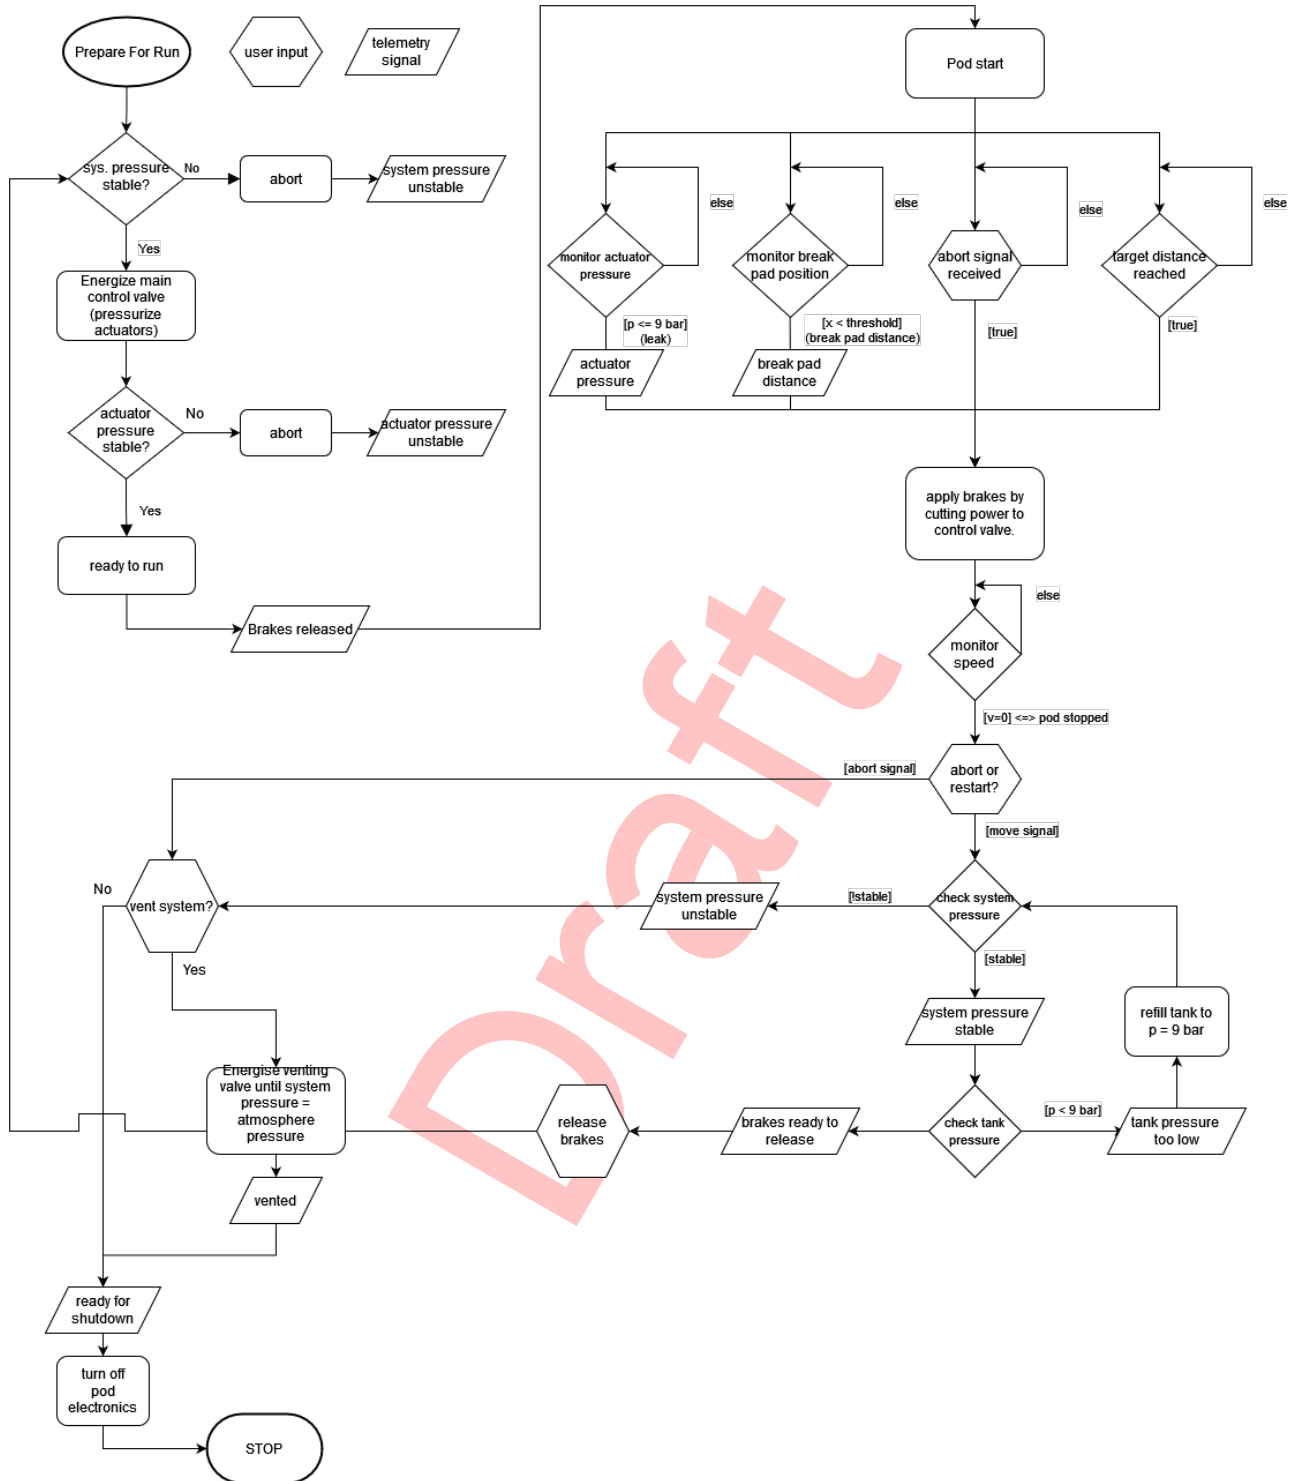 Prepare For Run
user input
telemetry
signal
Pod start
sys. pressure
stable?
No
abort
system pressure
unstable
Yes
Energize main
control valve
(pressurize
actuators)
actuator
pressure
stable?
No
abort
actuator pressure
unstable
Yes
ready to run
Brakes released
else
else
else
else
monitor actuator
pressure
monitor break
pad position
abort signal
received
target distance
reached
[p <= 9 bar]
(leak)
[x < threshold]
(break pad distance)
[true]
[true]
actuator
pressure
break pad
distance
apply brakes by
cutting power to
control valve.
else
monitor
speed
[v=0] <=> pod stopped
abort or
restart?
[abort signal]
[move signal]
No
vent system?
Yes
system pressure
unstable
[!stable]
check system
pressure
[stable]
system pressure
stable
refill tank to
p = 9 bar
Energise venting
valve until system
pressure =
atmosphere
pressure
release
brakes
brakes ready to
release
check tank
pressure
[p < 9 bar]
tank pressure
too low
vented
ready for
shutdown
turn off
pod
electronics
STOP
Draft